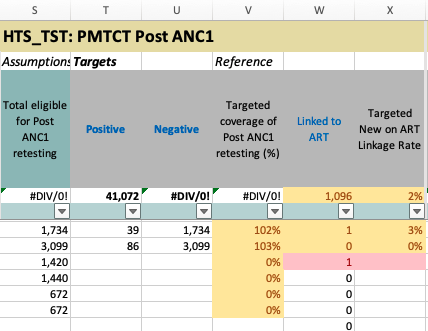 S T U V W X
HTS_TST: PMTCT Post ANC1
Assumptions Targets Reference
Total eligible for Post ANC1 retesting Positive Negative Targeted coverage of Post ANC1 retesting (%) Linked to ART Targeted New on ART Linkage Rate
#DIV/0! 41,072 #DIV/0! #DIV/0! 1,096 2%
1,734 39 1,734 102% 1 3%
3,099 86 3,099 103% 0 0%
1,420 0% 1
1,440 0% 0
672 0% 0
672 0% 0
0